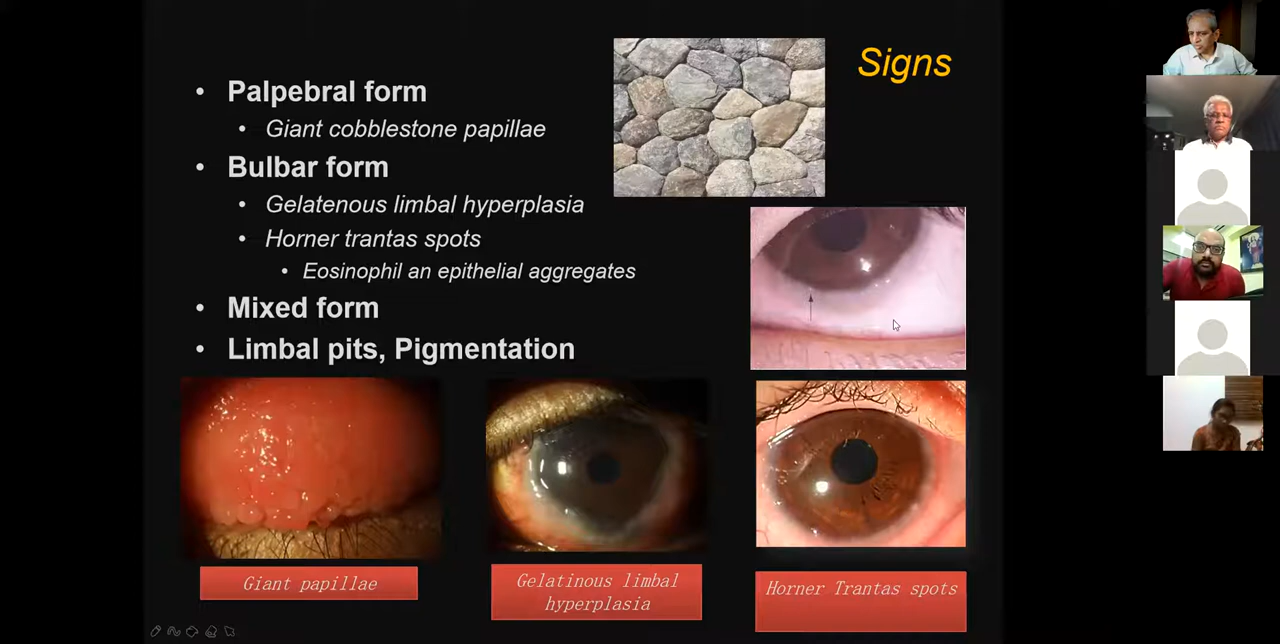 Signs
Palpebral form
Giant cobblestone papillae
Bulbar form
Gelatenous limbal hyperplasia
Horner trantas spots
Eosinophil an epithelial aggregates
Mixed form
Limbal pits, Pigmentation
Giant papillae
Gelatinous limbal
hyperplasia
Horner Trantas spots